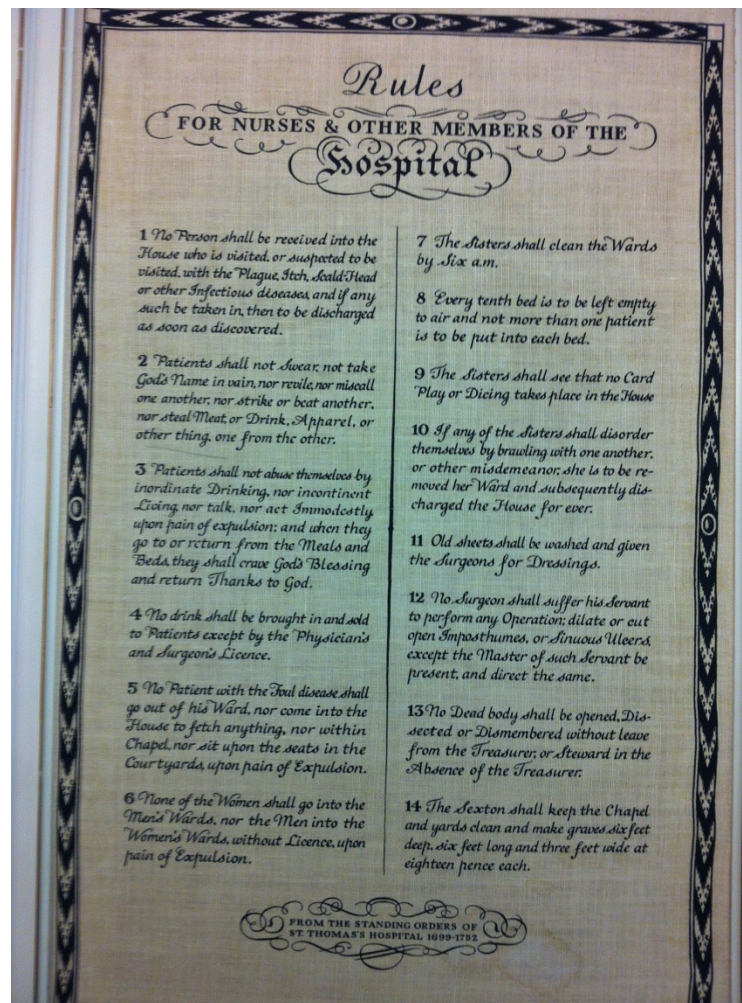 Rules
FOR NURSES & OTHER MEMBERS OF THE
Hospital
1 No Person shall be received into the
House who is visited, or suspected to be
visited, with the Plague, Itch, Scald-Head
or other Infectious diseases, and if any
such be taken in, then to be discharged
as soon as discovered.
2 Patients shall not Swear, not take
God's Name in vain, nor revile, nor miscall
one another, nor strike or beat another,
nor steal Meat, or Drink, Apparel, or
other thing, one from the other.
3 Patients shall not abuse themselves by
inordinate Drinking, nor incontinent
Living, nor talk, nor act Immodestly
upon pain of expulsion; and when they
go to or return from the Meals and
Beds, they shall crave God's Blessing
and return Thanks to God.
4 No drink shall be brought in and sold
to Patients except by the Physician's
and Surgeon's Licence.
5 No Patient with the Foul disease shall
go out of his Ward, nor come into the
House to fetch anything, nor within
Chapel, nor sit upon the seats in the
Courtyards, upon pain of Expulsion.
6 None of the Women shall go into the
Men's Wards, nor the Men into the
Women's Wards, without Licence, upon
pain of Expulsion.
7 The Sisters shall clean the Wards
by Six a.m.
8 Every tenth bed is to be left empty
to air and not more than one patient
is to be put into each bed.
9 The Sisters shall see that no Card
Play or Dicing takes place in the House
10 If any of the Sisters shall disorder
themselves by brawling with one another,
or other misdemeanor, she is to be re-
moved her Ward and subsequently dis-
charged the House for ever.
11 Old sheets shall be washed and given
the Surgeons for Dressings.
12 No Surgeon shall suffer his Servant
to perform any Operation; dilate or cut
open Imposthumes, or Sinuous Ulcers,
except the Master of such Servant be
present, and direct the same.
13 No Dead body shall be opened, Dis-
sected or Dismembered without leave
from the Treasurer, or Steward in the
Absence of the Treasurer.
14 The Sexton shall keep the Chapel
and yards clean and make graves six feet
deep, six feet long and three feet wide at
eighteen pence each.
FROM THE STANDING ORDERS OF
ST. THOMAS'S HOSPITAL 1699-1752